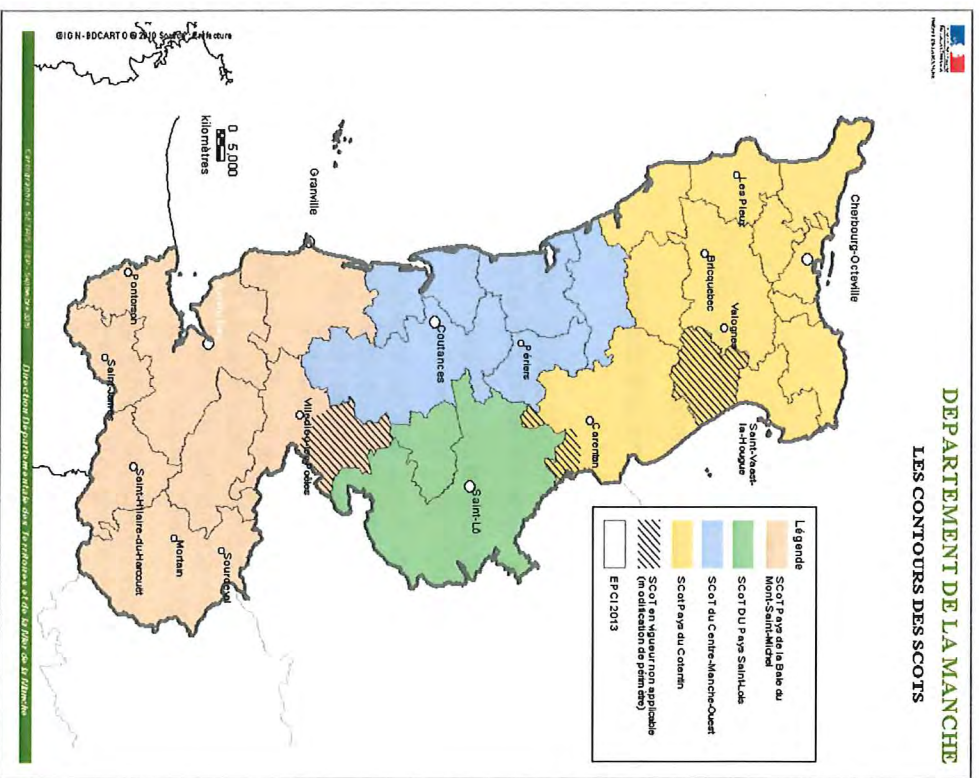 DEPARTEMENT DE LA MANCHE
LES CONTOURS DES SCOTS
Légende
SCoT Pays de la Baie du
Mont-Saint-Michel
SCoT DU Pays Saint-Lois
SCoT du Centre-Manche-Ouest
Scot Pays du Cotentin
SCoT en vigueur non applicable
(modification de périmètre)
EPCI 2013
Cherbourg-Octeville
Les Pieux
Bricquebec
Valognes
Saint-Vaast-
la-Hougue
Carentan
Périers
Coutances
Saint-Lô
Granville
Villedieu-les-Poêles
Sourdeval
Mortain
Saint-Hilaire-du-Harcouët
Saint-James
Pontorson
0 5,000
kilomètres
©IGN-BDCARTO®2010
Direction Départementale des Territoires et de la Mer de la Manche